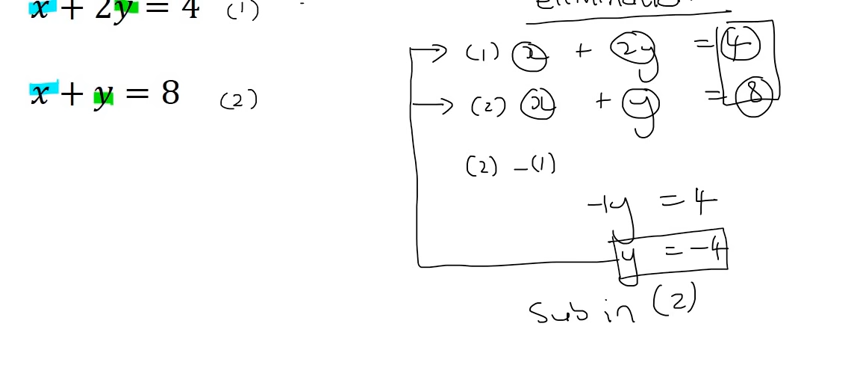 x + 2y = 4 (1)
x + y = 8 (2)
(1) x + 2y = 4
(2) x + y = 8
(2) - (1)
-1y = 4
y = -4
Sub in (2)